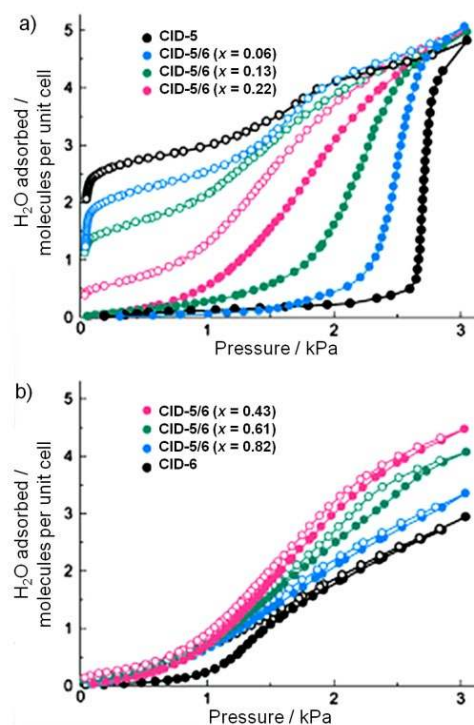 a)
CID-5
CID-5/6 (x = 0.06)
CID-5/6 (x = 0.13)
CID-5/6 (x = 0.22)
H₂O adsorbed /
molecules per unit cell
5
4
3
2
1
0
0
1
2
3
Pressure / kPa
b)
CID-5/6 (x = 0.43)
CID-5/6 (x = 0.61)
CID-5/6 (x = 0.82)
CID-6
H₂O adsorbed /
molecules per unit cell
5
4
3
2
1
0
0
1
2
3
Pressure / kPa